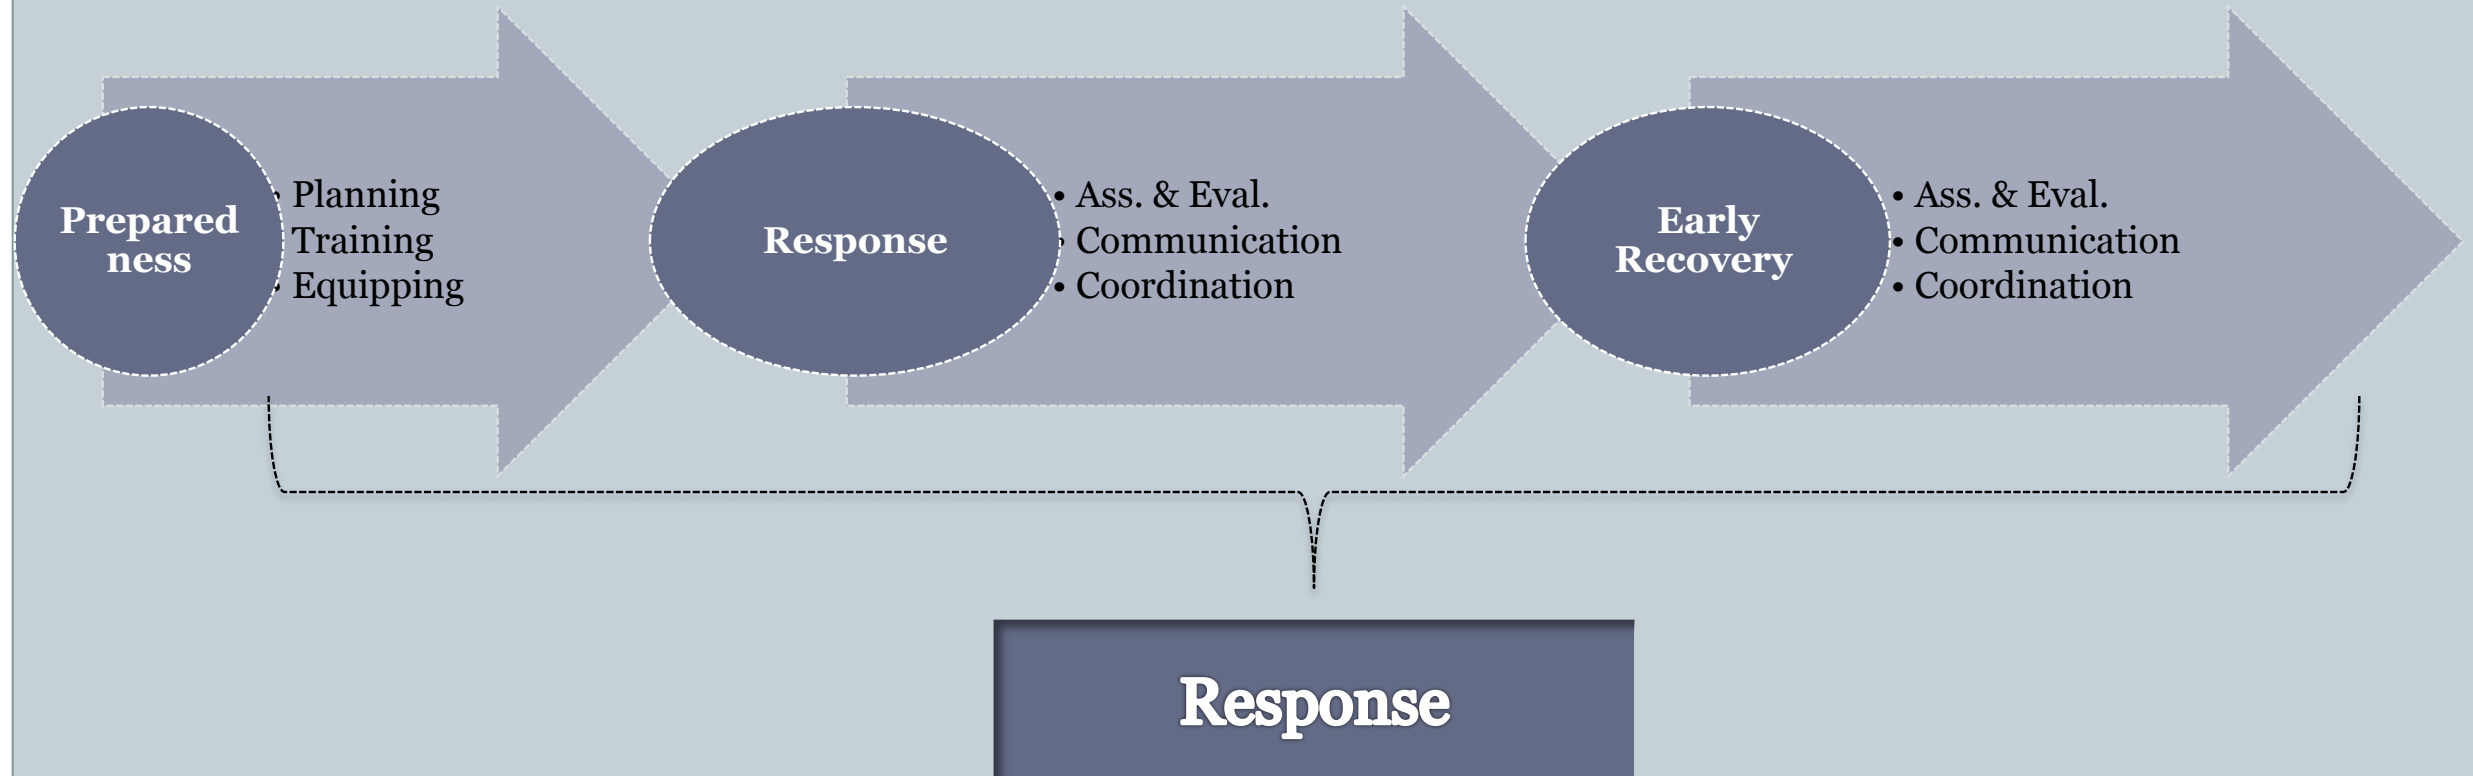 Prepared
ness
• Planning
• Training
• Equipping
Response
• Ass. & Eval.
• Communication
• Coordination
Early
Recovery
• Ass. & Eval.
• Communication
• Coordination
Response